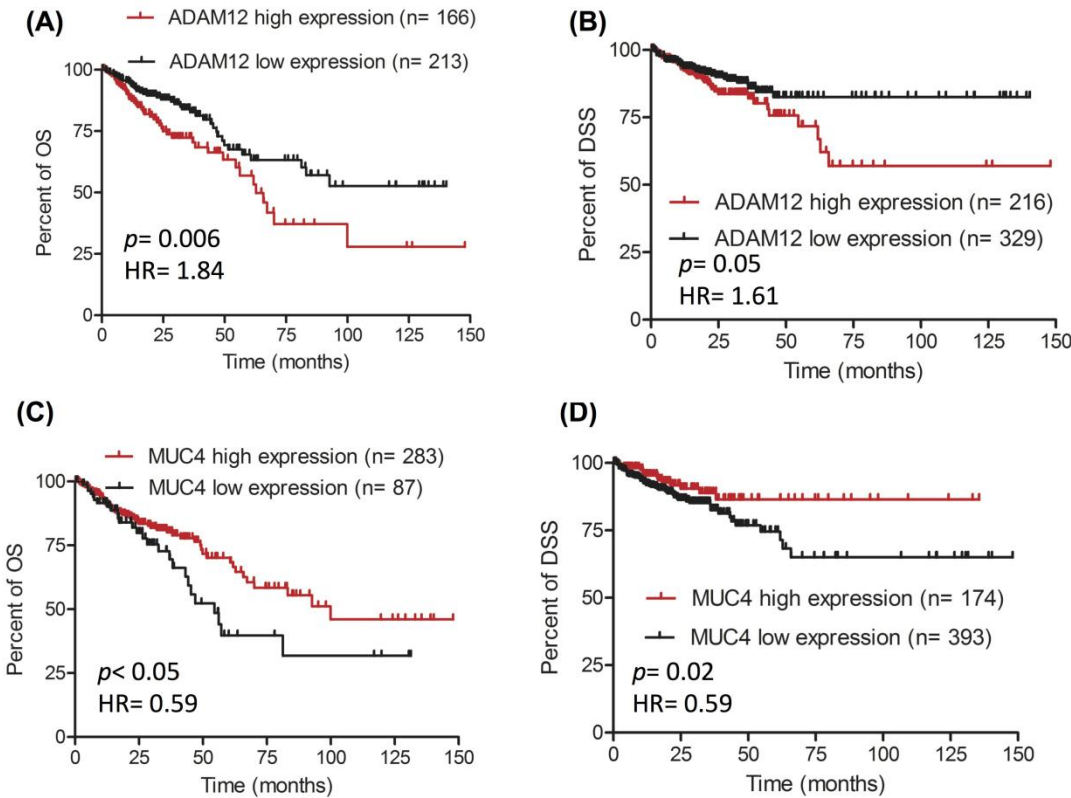 (A)
ADAM12 high expression (n= 166)
ADAM12 low expression (n= 213)
Percent of OS
100
75
50
25
0
p= 0.006
HR= 1.84
0 25 50 75 100 125 150
Time (months)
(B)
Percent of DSS
100
75
50
25
0
ADAM12 high expression (n= 216)
ADAM12 low expression (n= 329)
p= 0.05
HR= 1.61
0 25 50 75 100 125 150
Time (months)
(C)
MUC4 high expression (n= 283)
MUC4 low expression (n= 87)
Percent of OS
100
75
50
25
0
p< 0.05
HR= 0.59
0 25 50 75 100 125 150
Time (months)
(D)
Percent of DSS
100
75
50
25
0
MUC4 high expression (n= 174)
MUC4 low expression (n= 393)
p= 0.02
HR= 0.59
0 25 50 75 100 125 150
Time (months)